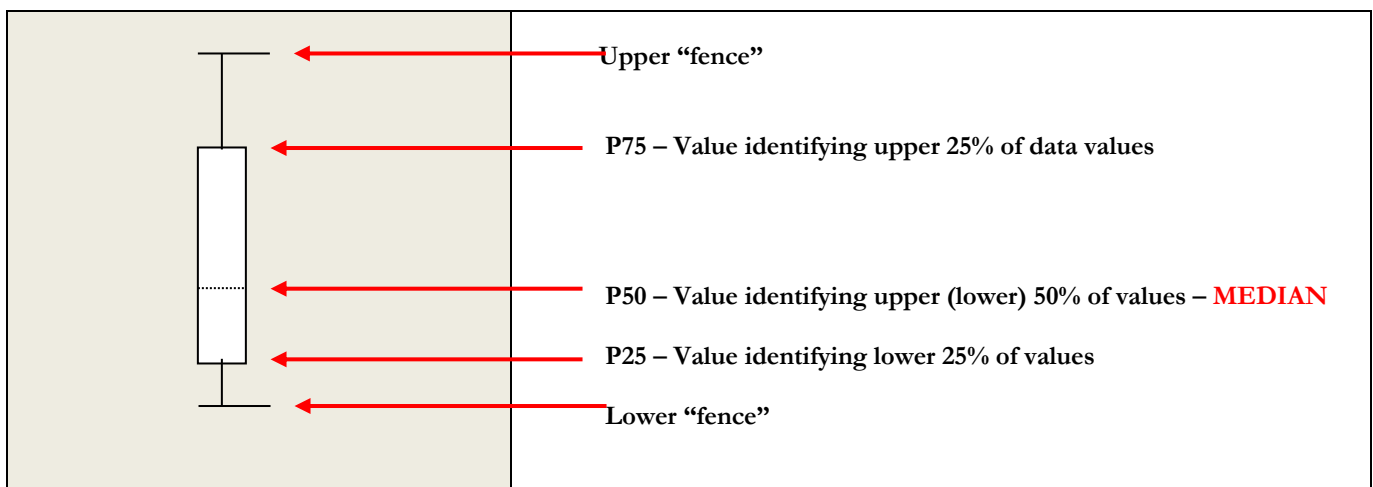 Upper “fence”
P75 – Value identifying upper 25% of data values
P50 – Value identifying upper (lower) 50% of values – MEDIAN
P25 – Value identifying lower 25% of values
Lower “fence”